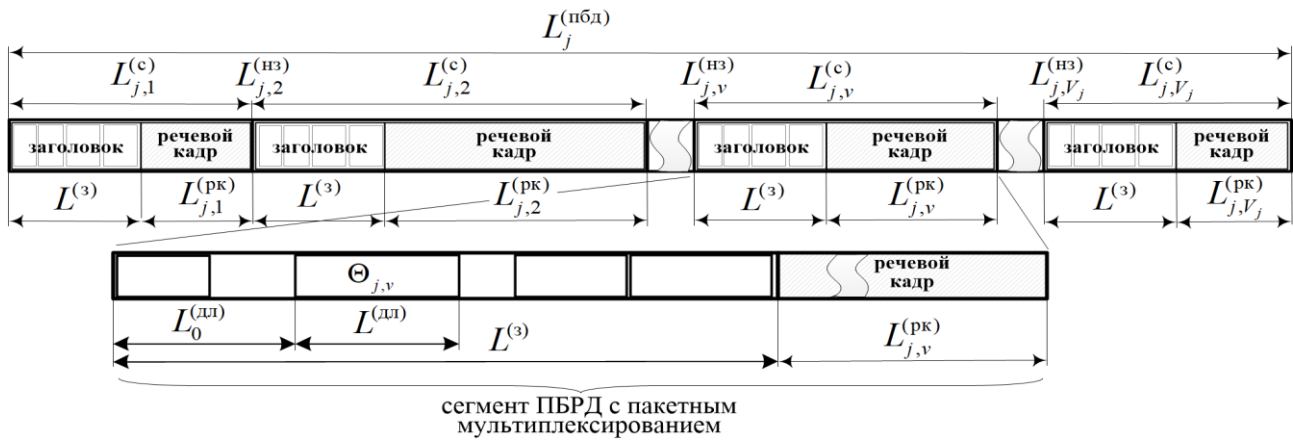 L_j^{(пбд)}
L_{j,1}^{(с)} L_{j,2}^{(нз)} L_{j,2}^{(с)} L_{j,v}^{(нз)} L_{j,v}^{(с)} L_{j,V_j}^{(нз)} L_{j,V_j}^{(с)}
заголовок речевой кадр заголовок речевой кадр заголовок речевой кадр заголовок речевой кадр
L^{(з)} L_{j,1}^{(рк)} L^{(з)} L_{j,2}^{(рк)} L^{(з)} L_{j,v}^{(рк)} L^{(з)} L_{j,V_j}^{(рк)}
Θ_{j,v} речевой кадр
L_0^{(дл)} L^{(дл)} L^{(з)} L_{j,v}^{(рк)}
сегмент ПБРД с пакетным
мультиплексированием